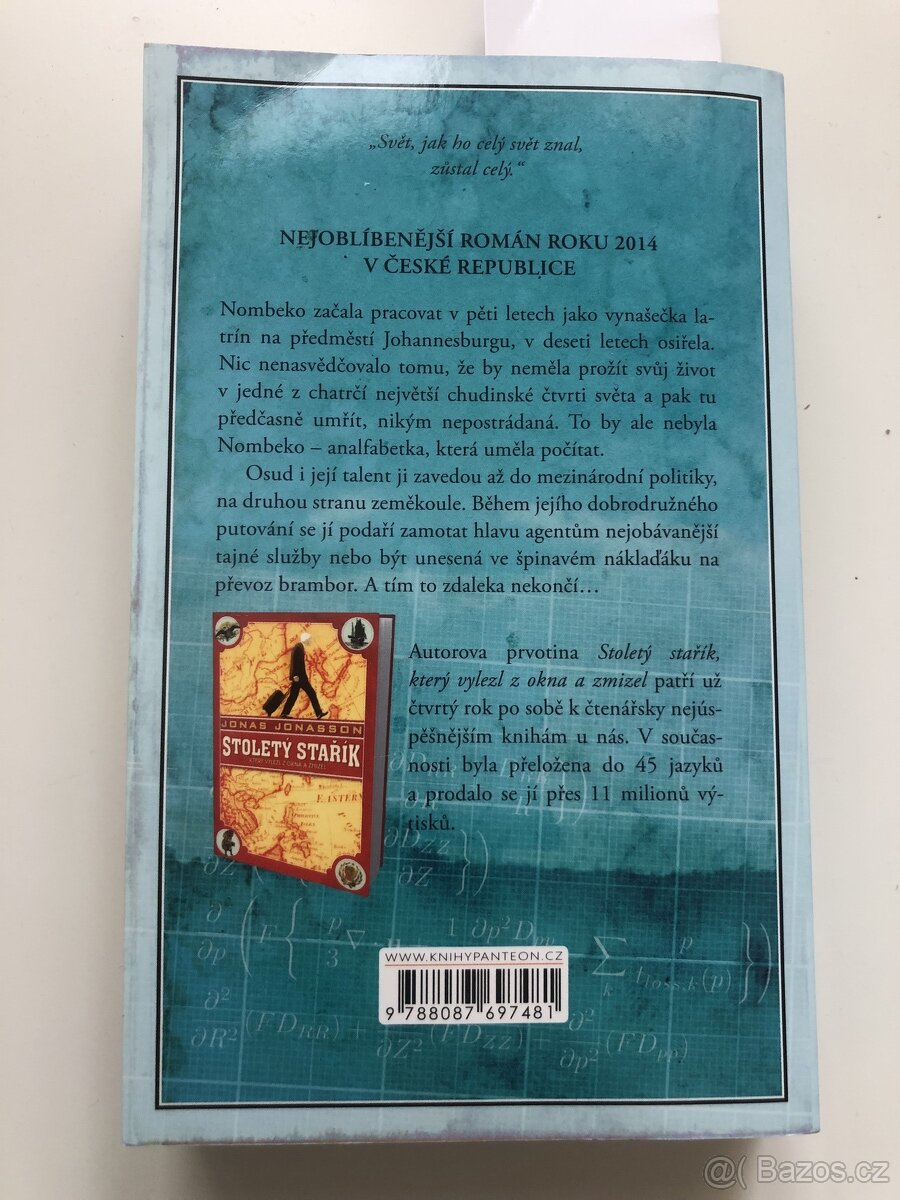 „Svět, jak ho celý svět znal,
zůstal celý.“
NEJOBLÍBENĚJŠÍ ROMÁN ROKU 2014
V ČESKÉ REPUBLICE
Nombeko začala pracovat v pěti letech jako vynašečka la-
trín na předměstí Johannesburgu, v deseti letech osiřela.
Nic nenasvědčovalo tomu, že by neměla prožít svůj život
v jedné z chatrčí největší chudinské čtvrti světa a pak tu
předčasně umřít, nikým nepostrádaná. To by ale nebyla
Nombeko – analfabetka, která uměla počítat.
Osud i její talent ji zavedou až do mezinárodní politiky,
na druhou stranu zeměkoule. Během jejího dobrodružného
putování se jí podaří zamotat hlavu agentům nejobávanější
tajné služby nebo být unesená ve špinavém náklaďáku na
převoz brambor. A tím to zdaleka nekončí…
Autorova prvotina Stoletý stařík,
který vylezl z okna a zmizel patří už
čtvrtý rok po sobě k čtenářsky nejús-
pěšnějším knihám u nás. V součas-
nosti byla přeložena do 45 jazyků
a prodalo se jí přes 11 milionů vý-
tisků.
JONAS JONASSON
STOLETÝ STAŘÍK
KTERÝ VYLEZL Z OKNA A ZMIZEL
WWW.KNIHYPANTEON.CZ
9 788087 697481
@( Bazos.cz